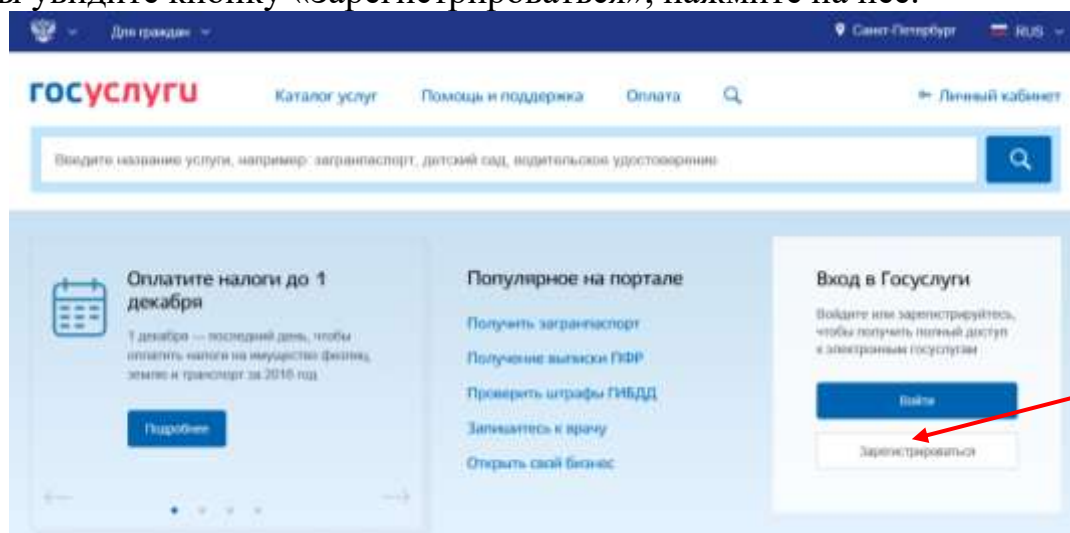 ы увидите кнопку «Зарегистрироваться», нажмите на неё.
Для граждан
Санкт-Петербург
RUS
госуслуги
Каталог услуг
Помощь и поддержка
Оплата
Личный кабинет
Введите название услуги, например: загранпаспорт, детский сад, водительское удостоверение
Оплатите налоги до 1
декабря
1 декабря — последний день, чтобы
оплатить налоги на имущество физлиц,
землю и транспорт за 2016 год
Подробнее
Популярное на портале
Получить загранпаспорт
Получение выписки ПФР
Проверить штрафы ГИБДД
Запишитесь к врачу
Открыть свой бизнес
Вход в Госуслуги
Войдите или зарегистрируйтесь,
чтобы получить полный доступ
к электронным госуслугам
Войти
Зарегистрироваться